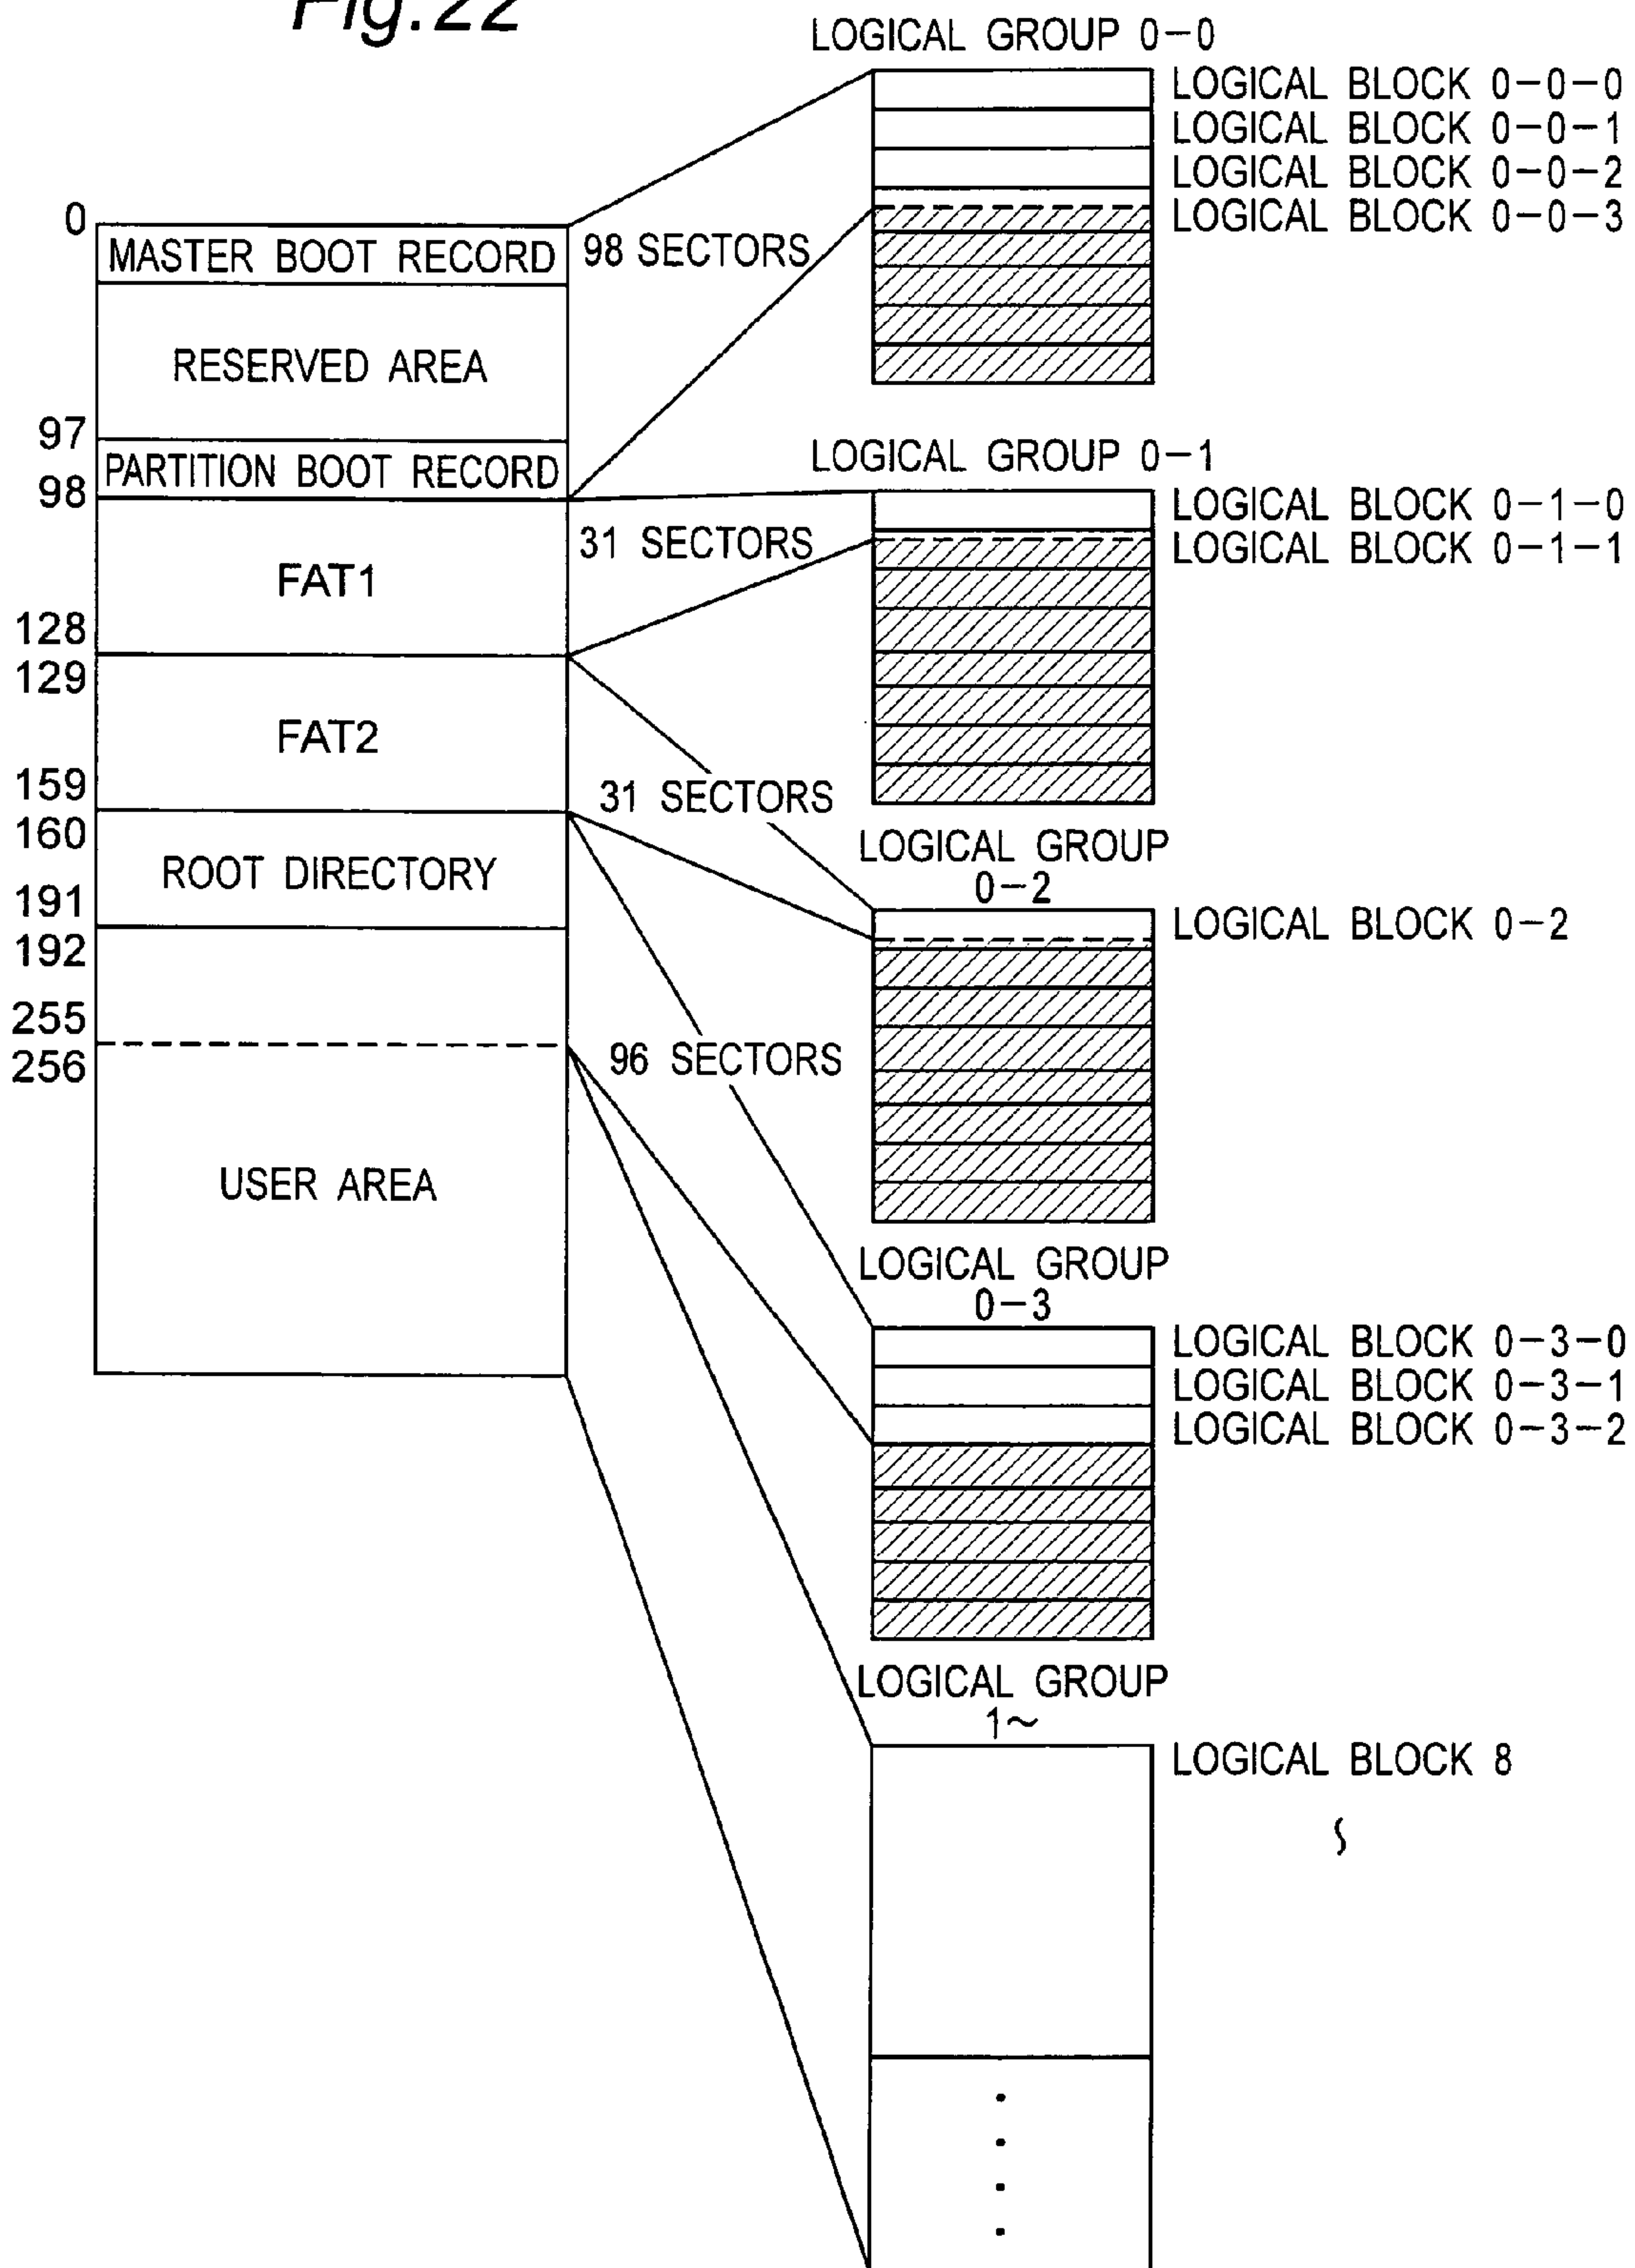 Fig.22
0
MASTER BOOT RECORD
RESERVED AREA
97
PARTITION BOOT RECORD
98
FAT1
128
129
FAT2
159
160
ROOT DIRECTORY
191
192
255
256
USER AREA
98 SECTORS
31 SECTORS
31 SECTORS
96 SECTORS
LOGICAL GROUP 0-0
LOGICAL BLOCK 0-0-0
LOGICAL BLOCK 0-0-1
LOGICAL BLOCK 0-0-2
LOGICAL BLOCK 0-0-3
LOGICAL GROUP 0-1
LOGICAL BLOCK 0-1-0
LOGICAL BLOCK 0-1-1
LOGICAL GROUP
0-2
LOGICAL BLOCK 0-2
LOGICAL GROUP
0-3
LOGICAL BLOCK 0-3-0
LOGICAL BLOCK 0-3-1
LOGICAL BLOCK 0-3-2
LOGICAL GROUP
1~
LOGICAL BLOCK 8